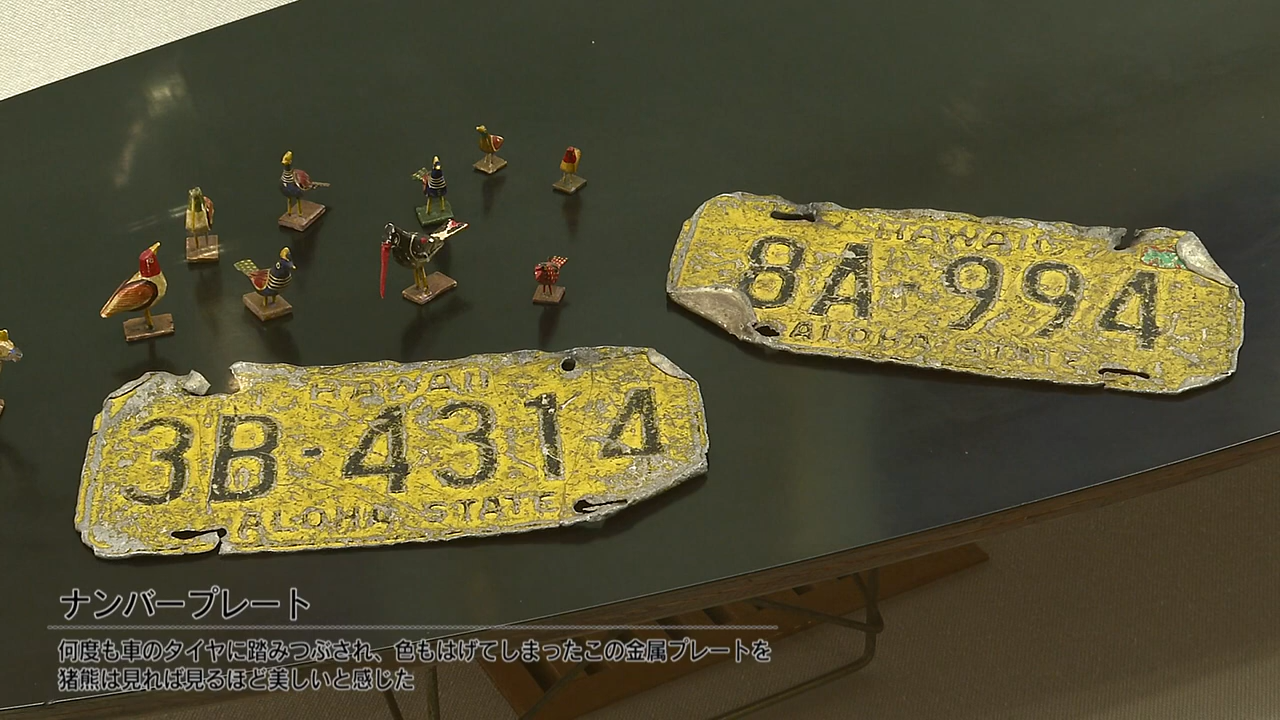 HAWAII
8A-994
ALOHA STATE
HAWAII
3B·4314
ALOHA STATE
ナンバープレート
何度も車のタイヤに踏みつぶされ、色もはげてしまったこの金属プレートを
猪熊は見れば見るほど美しいと感じた